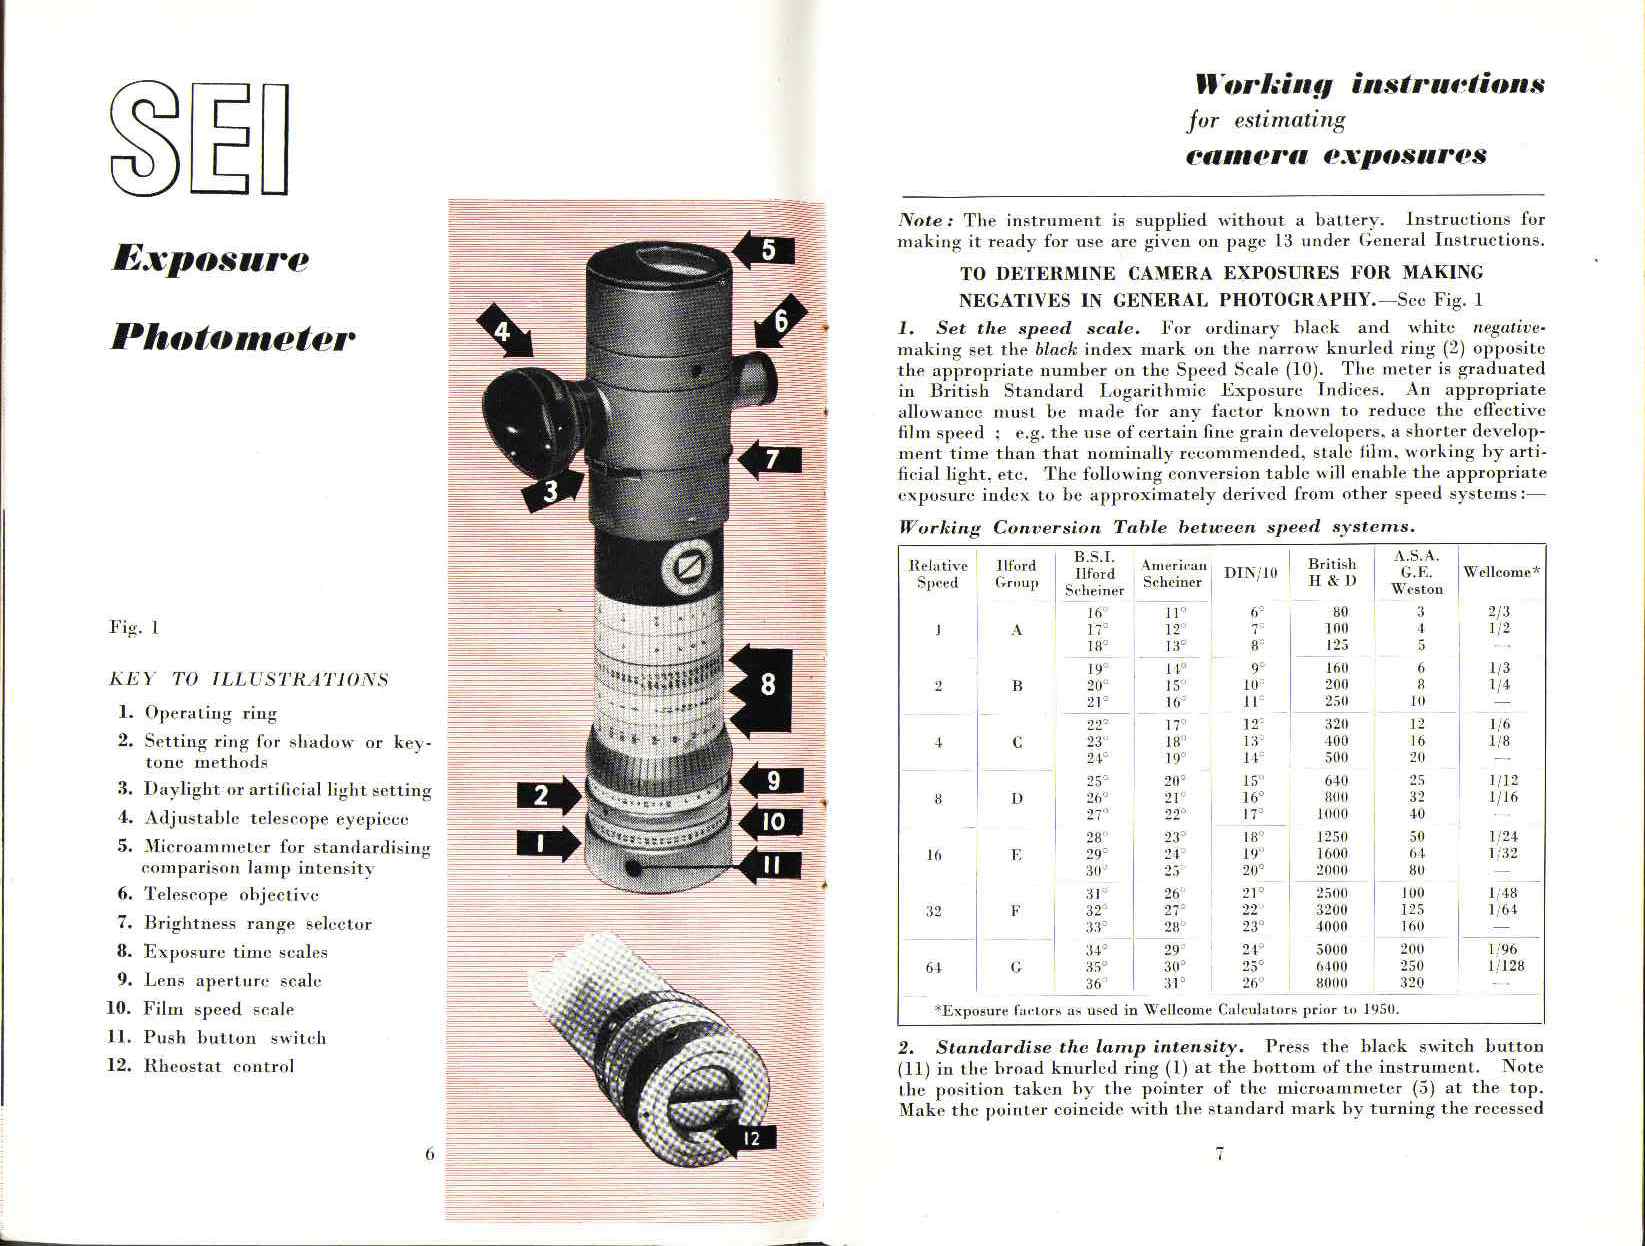 SEI
Exposure
Photometer
Fig. 1
KEY TO ILLUSTRATIONS
1. Operating ring
2. Setting ring for shadow or key-
tone methods
3. Daylight or artificial light setting
4. Adjustable telescope eyepiece
5. Microammeter for standardising
comparison lamp intensity
6. Telescope objective
7. Brightness range selector
8. Exposure time scales
9. Lens aperture scale
10. Film speed scale
11. Push button switch
12. Rheostat control
5
4
6
7
3
8
9
2
10
1
11
12
6
Working instructions
for estimating
camera exposures
Note: The instrument is supplied without a battery. Instructions for
making it ready for use are given on page 13 under General Instructions.
TO DETERMINE CAMERA EXPOSURES FOR MAKING
NEGATIVES IN GENERAL PHOTOGRAPHY.—See Fig. 1
1. Set the speed scale. For ordinary black and white negative-
making set the black index mark on the narrow knurled ring (2) opposite
the appropriate number on the Speed Scale (10). The meter is graduated
in British Standard Logarithmic Exposure Indices. An appropriate
allowance must be made for any factor known to reduce the effective
film speed ; e.g. the use of certain fine grain developers, a shorter develop-
ment time than that nominally recommended, stale film, working by arti-
ficial light, etc. The following conversion table will enable the appropriate
exposure index to be approximately derived from other speed systems:—
Working Conversion Table between speed systems.
Relative Speed | Ilford Group | B.S.I. Ilford Scheiner | American Scheiner | DIN/10 | British H & D | A.S.A. G.E. Weston | Wellcome*
16° 11° 6° 80 3 2/3
1 A 17° 12° 7° 100 4 1/2
18° 13° 8° 125 5 —
19° 14° 9° 160 6 1/3
2 B 20° 15° 10° 200 8 1/4
21° 16° 11° 250 10 —
22° 17° 12° 320 12 1/6
4 C 23° 18° 13° 400 16 1/8
24° 19° 14° 500 20 —
25° 20° 15° 640 25 1/12
8 D 26° 21° 16° 800 32 1/16
27° 22° 17° 1000 40 —
28° 23° 18° 1250 50 1/24
16 E 29° 24° 19° 1600 64 1/32
30° 25° 20° 2000 80 —
31° 26° 21° 2500 100 1/48
32 F 32° 27° 22° 3200 125 1/64
33° 28° 23° 4000 160 —
34° 29° 24° 5000 200 1/96
64 G 35° 30° 25° 6400 250 1/128
36° 31° 26° 8000 320 —
*Exposure factors as used in Wellcome Calculators prior to 1950.
2. Standardise the lamp intensity. Press the black switch button
(11) in the broad knurled ring (1) at the bottom of the instrument. Note
the position taken by the pointer of the microammeter (5) at the top.
Make the pointer coincide with the standard mark by turning the recessed
7